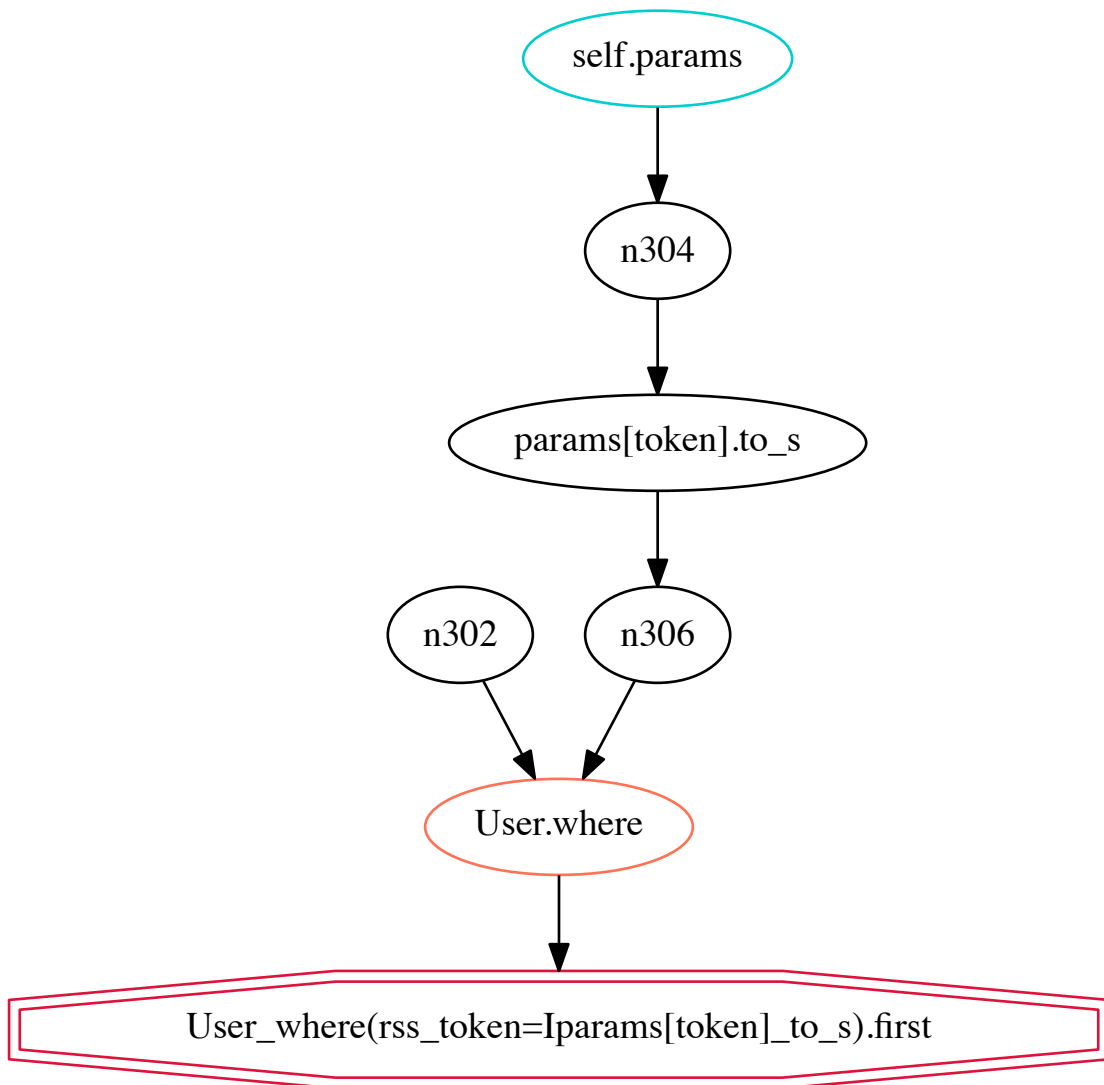 self.params
n304
params[token].to_s
n302
n306
User.where
User_where(rss_token=Iparams[token]_to_s).first